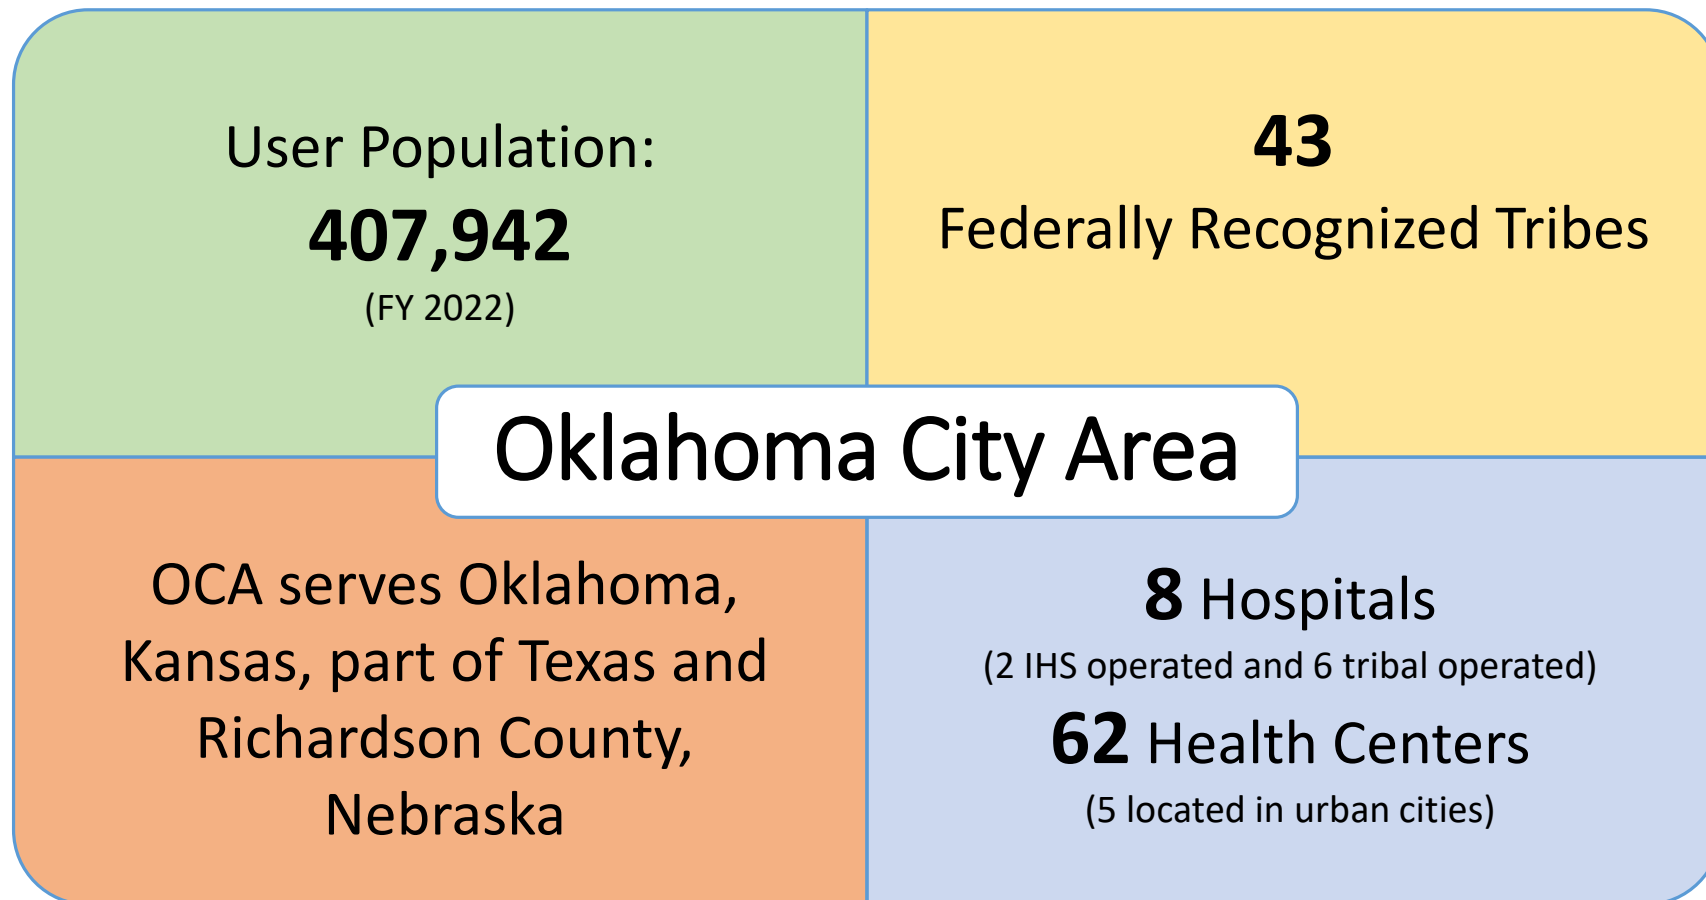 User Population:
407,942
(FY 2022)
43
Federally Recognized Tribes
Oklahoma City Area
OCA serves Oklahoma,
Kansas, part of Texas and
Richardson County,
Nebraska
8 Hospitals
(2 IHS operated and 6 tribal operated)
62 Health Centers
(5 located in urban cities)